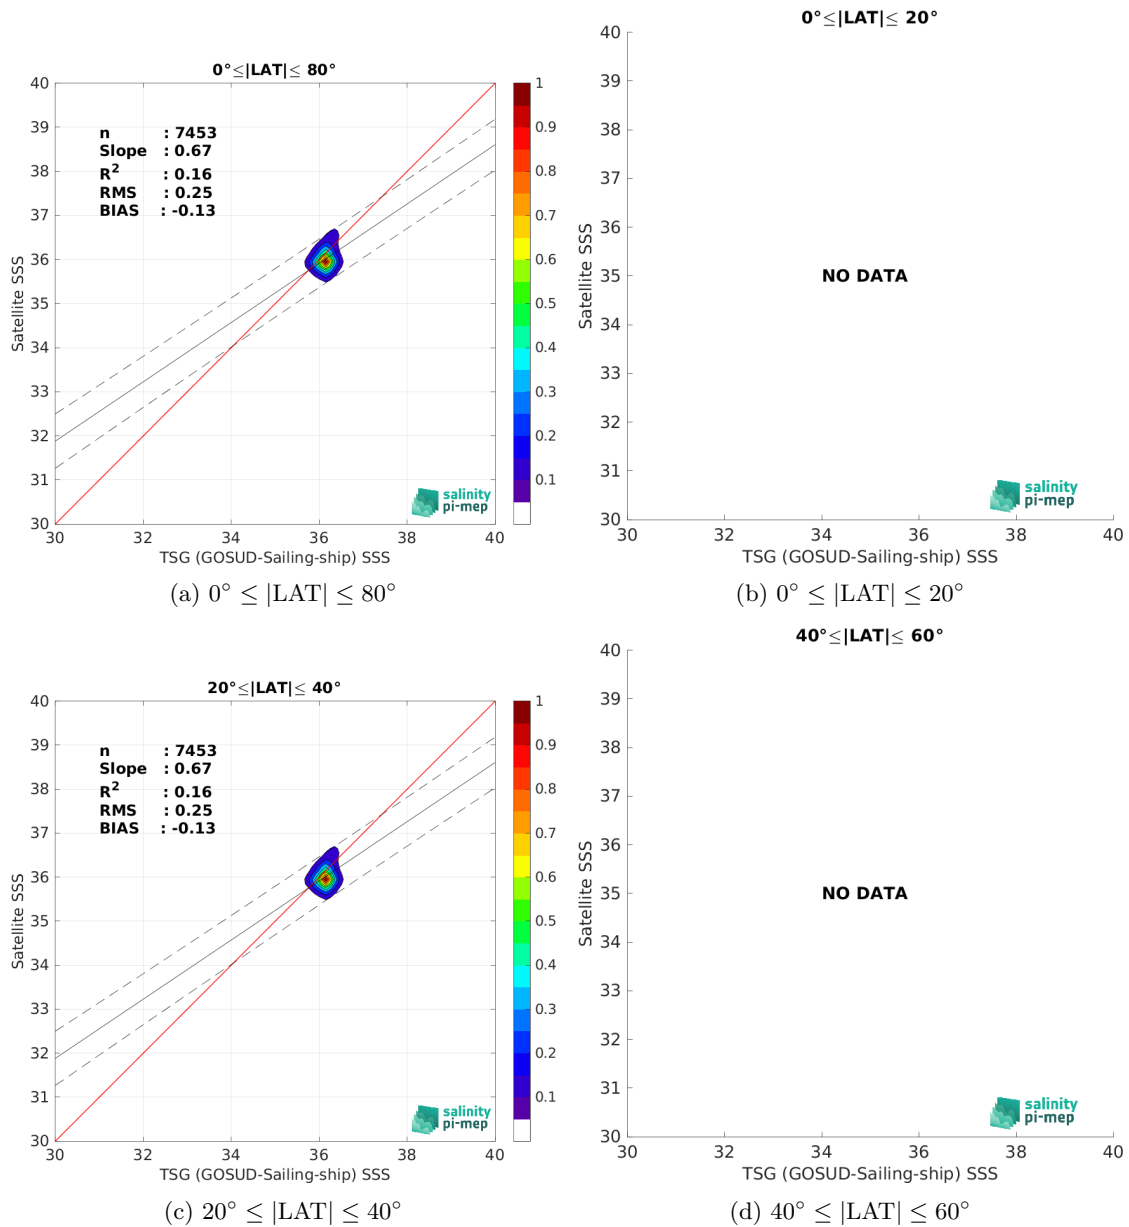 0°≤|LAT|≤ 80°
40
39
38
37
36
35
34
33
32
31
30
Satellite SSS
n : 7453
Slope : 0.67
R² : 0.16
RMS : 0.25
BIAS : -0.13
salinity
pi-mep
30 32 34 36 38 40
TSG (GOSUD-Sailing-ship) SSS
1
0.9
0.8
0.7
0.6
0.5
0.4
0.3
0.2
0.1
(a) 0° ≤ |LAT| ≤ 80°
0°≤|LAT|≤ 20°
40
39
38
37
36
35
34
33
32
31
30
Satellite SSS
NO DATA
salinity
pi-mep
30 32 34 36 38 40
TSG (GOSUD-Sailing-ship) SSS
(b) 0° ≤ |LAT| ≤ 20°
20°≤|LAT|≤ 40°
40
39
38
37
36
35
34
33
32
31
30
Satellite SSS
n : 7453
Slope : 0.67
R² : 0.16
RMS : 0.25
BIAS : -0.13
salinity
pi-mep
30 32 34 36 38 40
TSG (GOSUD-Sailing-ship) SSS
1
0.9
0.8
0.7
0.6
0.5
0.4
0.3
0.2
0.1
(c) 20° ≤ |LAT| ≤ 40°
40°≤|LAT|≤ 60°
40
39
38
37
36
35
34
33
32
31
30
Satellite SSS
NO DATA
salinity
pi-mep
30 32 34 36 38 40
TSG (GOSUD-Sailing-ship) SSS
(d) 40° ≤ |LAT| ≤ 60°